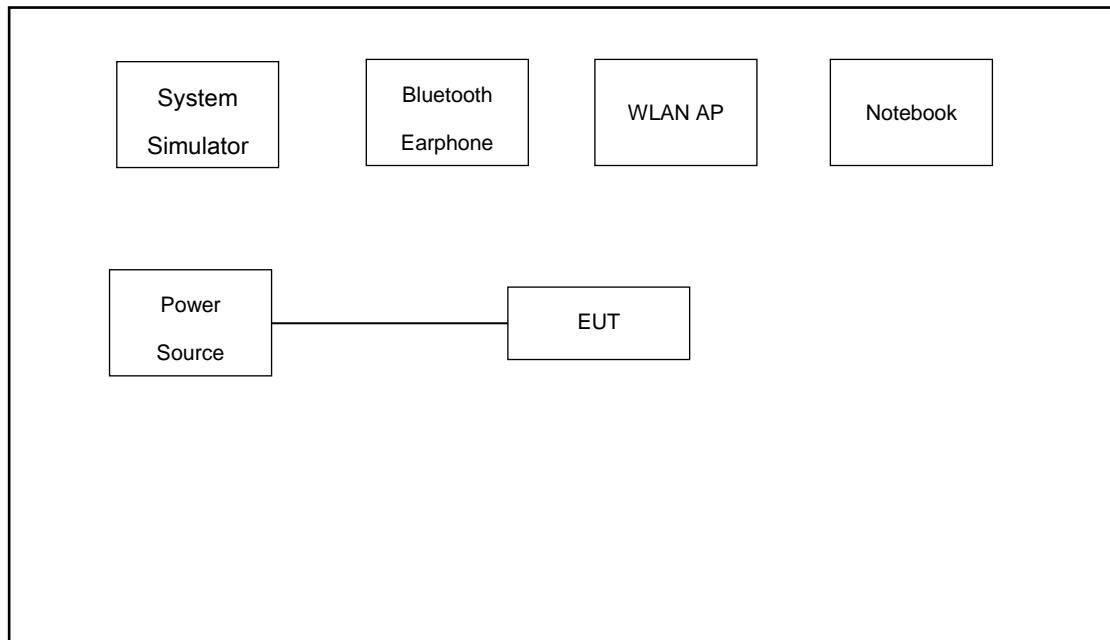 System
Simulator
Bluetooth
Earphone
WLAN AP
Notebook
Power
Source
EUT